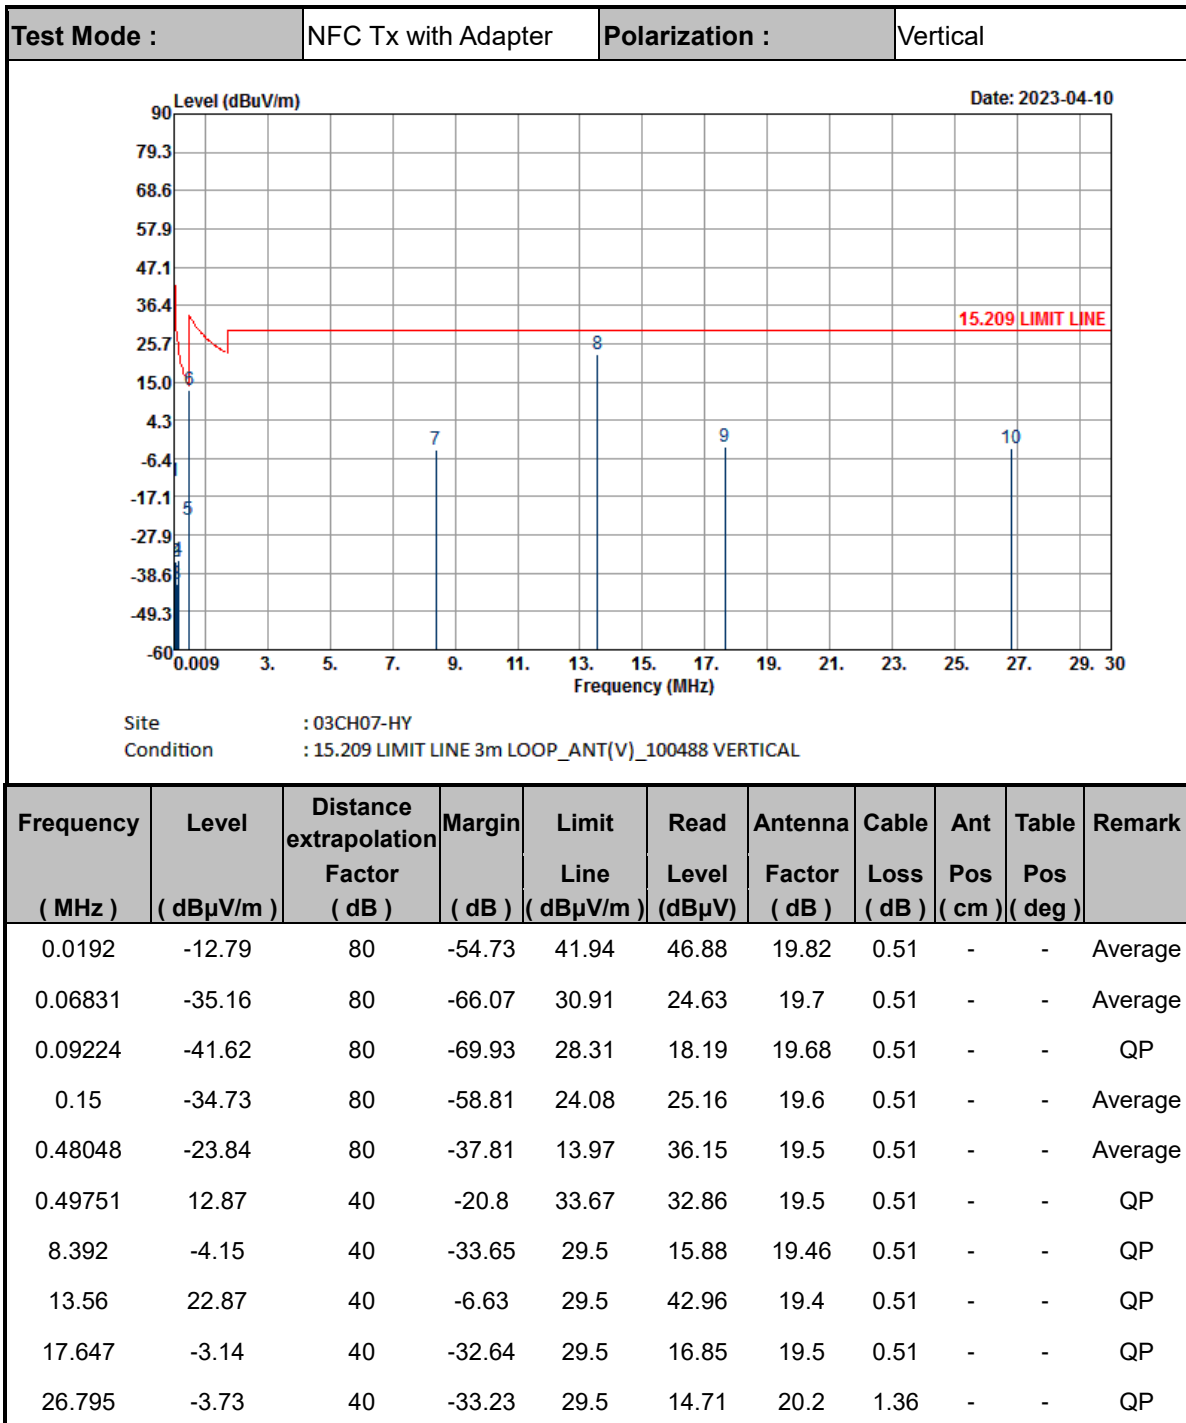 Test Mode : NFC Tx with Adapter Polarization : Vertical
Level (dBuV/m) Date: 2023-04-10
90
79.3
68.6
57.9
47.1
36.4
15.209 LIMIT LINE
25.7
8
15.0
6
4.3
7 9 10
-6.4
-17.1
5
-27.9
4
-38.6
-49.3
-60
0.009 3. 5. 7. 9. 11. 13. 15. 17. 19. 21. 23. 25. 27. 29. 30
Frequency (MHz)
Site : 03CH07-HY
Condition : 15.209 LIMIT LINE 3m LOOP_ANT(V)_100488 VERTICAL
Frequency Level Distance extrapolation Margin Limit Read Antenna Cable Ant Table Remark
Factor Line Level Factor Loss Pos Pos
( MHz ) ( dBµV/m ) ( dB ) ( dB ) ( dBµV/m ) (dBµV) ( dB ) ( dB ) ( cm ) ( deg )
0.0192 -12.79 80 -54.73 41.94 46.88 19.82 0.51 - - Average
0.06831 -35.16 80 -66.07 30.91 24.63 19.7 0.51 - - Average
0.09224 -41.62 80 -69.93 28.31 18.19 19.68 0.51 - - QP
0.15 -34.73 80 -58.81 24.08 25.16 19.6 0.51 - - Average
0.48048 -23.84 80 -37.81 13.97 36.15 19.5 0.51 - - Average
0.49751 12.87 40 -20.8 33.67 32.86 19.5 0.51 - - QP
8.392 -4.15 40 -33.65 29.5 15.88 19.46 0.51 - - QP
13.56 22.87 40 -6.63 29.5 42.96 19.4 0.51 - - QP
17.647 -3.14 40 -32.64 29.5 16.85 19.5 0.51 - - QP
26.795 -3.73 40 -33.23 29.5 14.71 20.2 1.36 - - QP